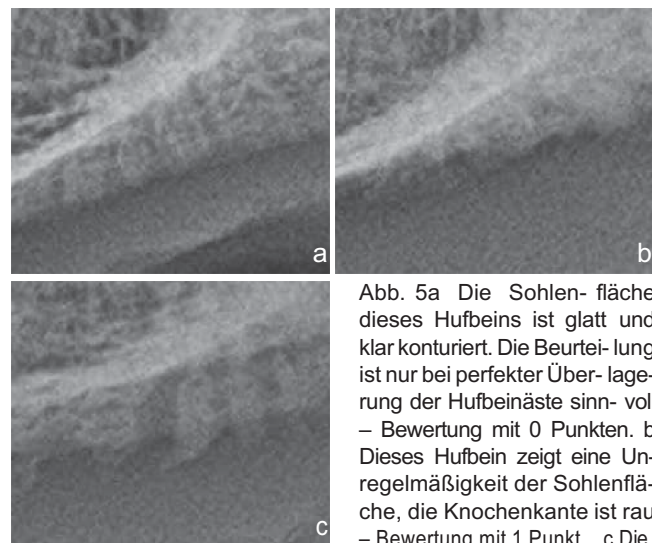 a
b
c
Abb. 5a Die Sohlen- fläche
dieses Hufbeins ist glatt und
klar konturiert. Die Beurtei- lung
ist nur bei perfekter Über- lage-
rung der Hufbeinäste sinn- voll
– Bewertung mit 0 Punkten. b
Dieses Hufbein zeigt eine Un-
regelmäßigkeit der Sohlenflä-
che, die Knochenkante ist rau
– Bewertung mit 1 Punkt. c Die